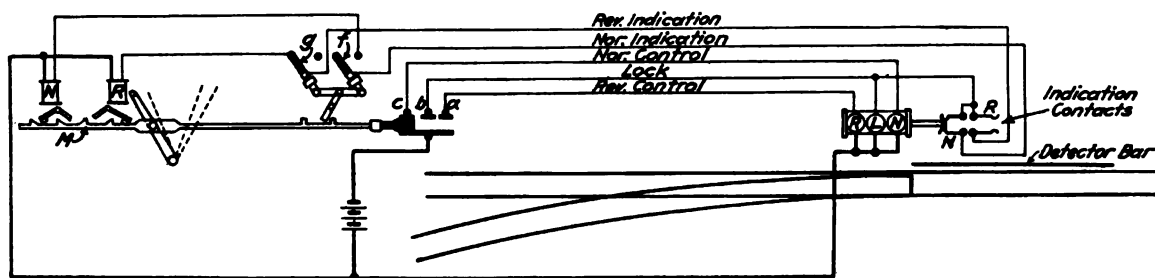 Rev. Indication
Nor. Indication
Nor. Control
Lock
Rev. Control
g
f
c
b
a
N
R
M
R
L
N
N
R
Indication
Contacts
Detector Bar